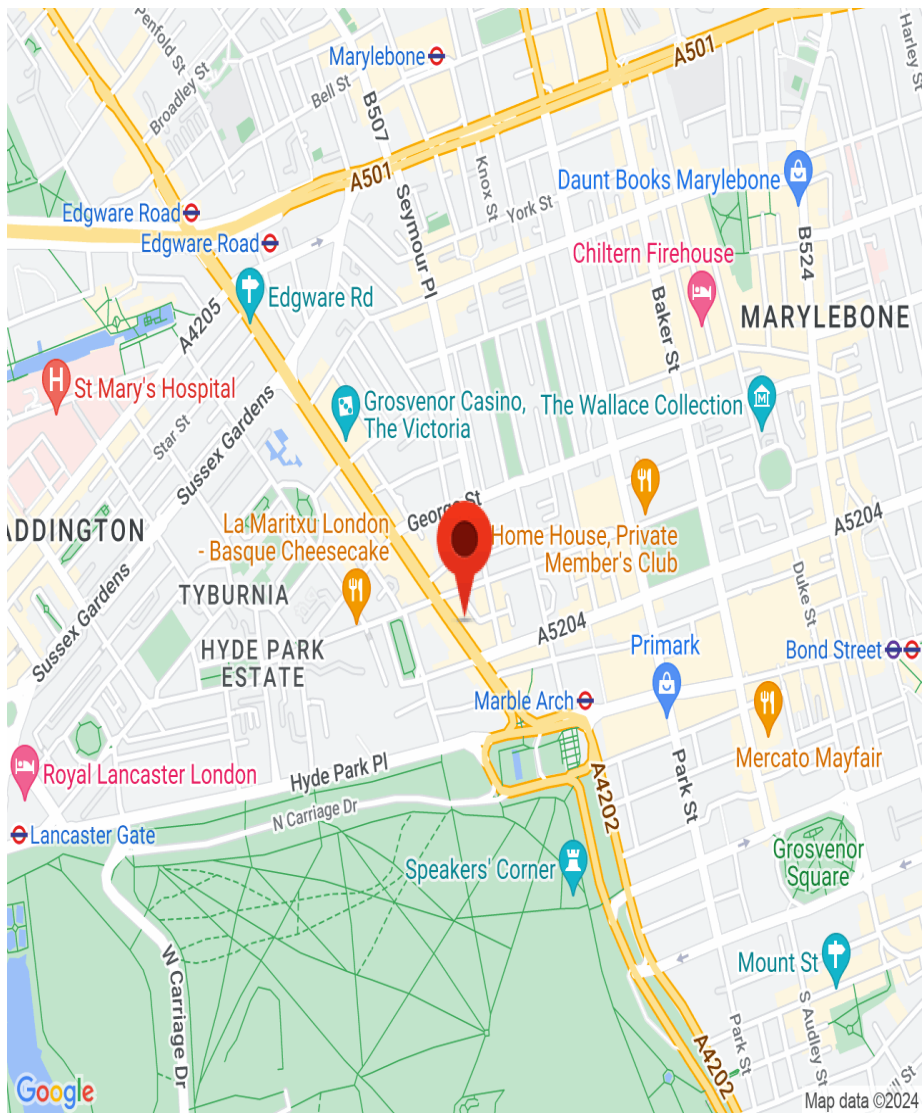 Penfold St
Harley St
Marylebone
A501
Broadley St
Bell St
B507
A501
Knox St
Daunt Books Marylebone
Edgware Road
Seymour Pl
York St
Edgware Road
B524
Chiltern Firehouse
Edgware Rd
Baker St
MARYLEBONE
A4205
St Mary's Hospital
Sussex Gardens
Grosvenor Casino,
The Victoria
The Wallace Collection
Star St
George St
ADDINGTON
La Maritxu London
- Basque Cheesecake
Home House, Private
Member's Club
A5204
TYBURNIA
Duke St
Sussex Gardens
A5204
HYDE PARK
ESTATE
Primark
Bond Street
Marble Arch
Mercato Mayfair
Royal Lancaster London
Hyde Park Pl
Park St
A4202
N Carriage Dr
Lancaster Gate
Speakers' Corner
Grosvenor
Square
W Carriage Dr
Mount St
S Audley St
Park St
A4202
Google
Map data ©2024